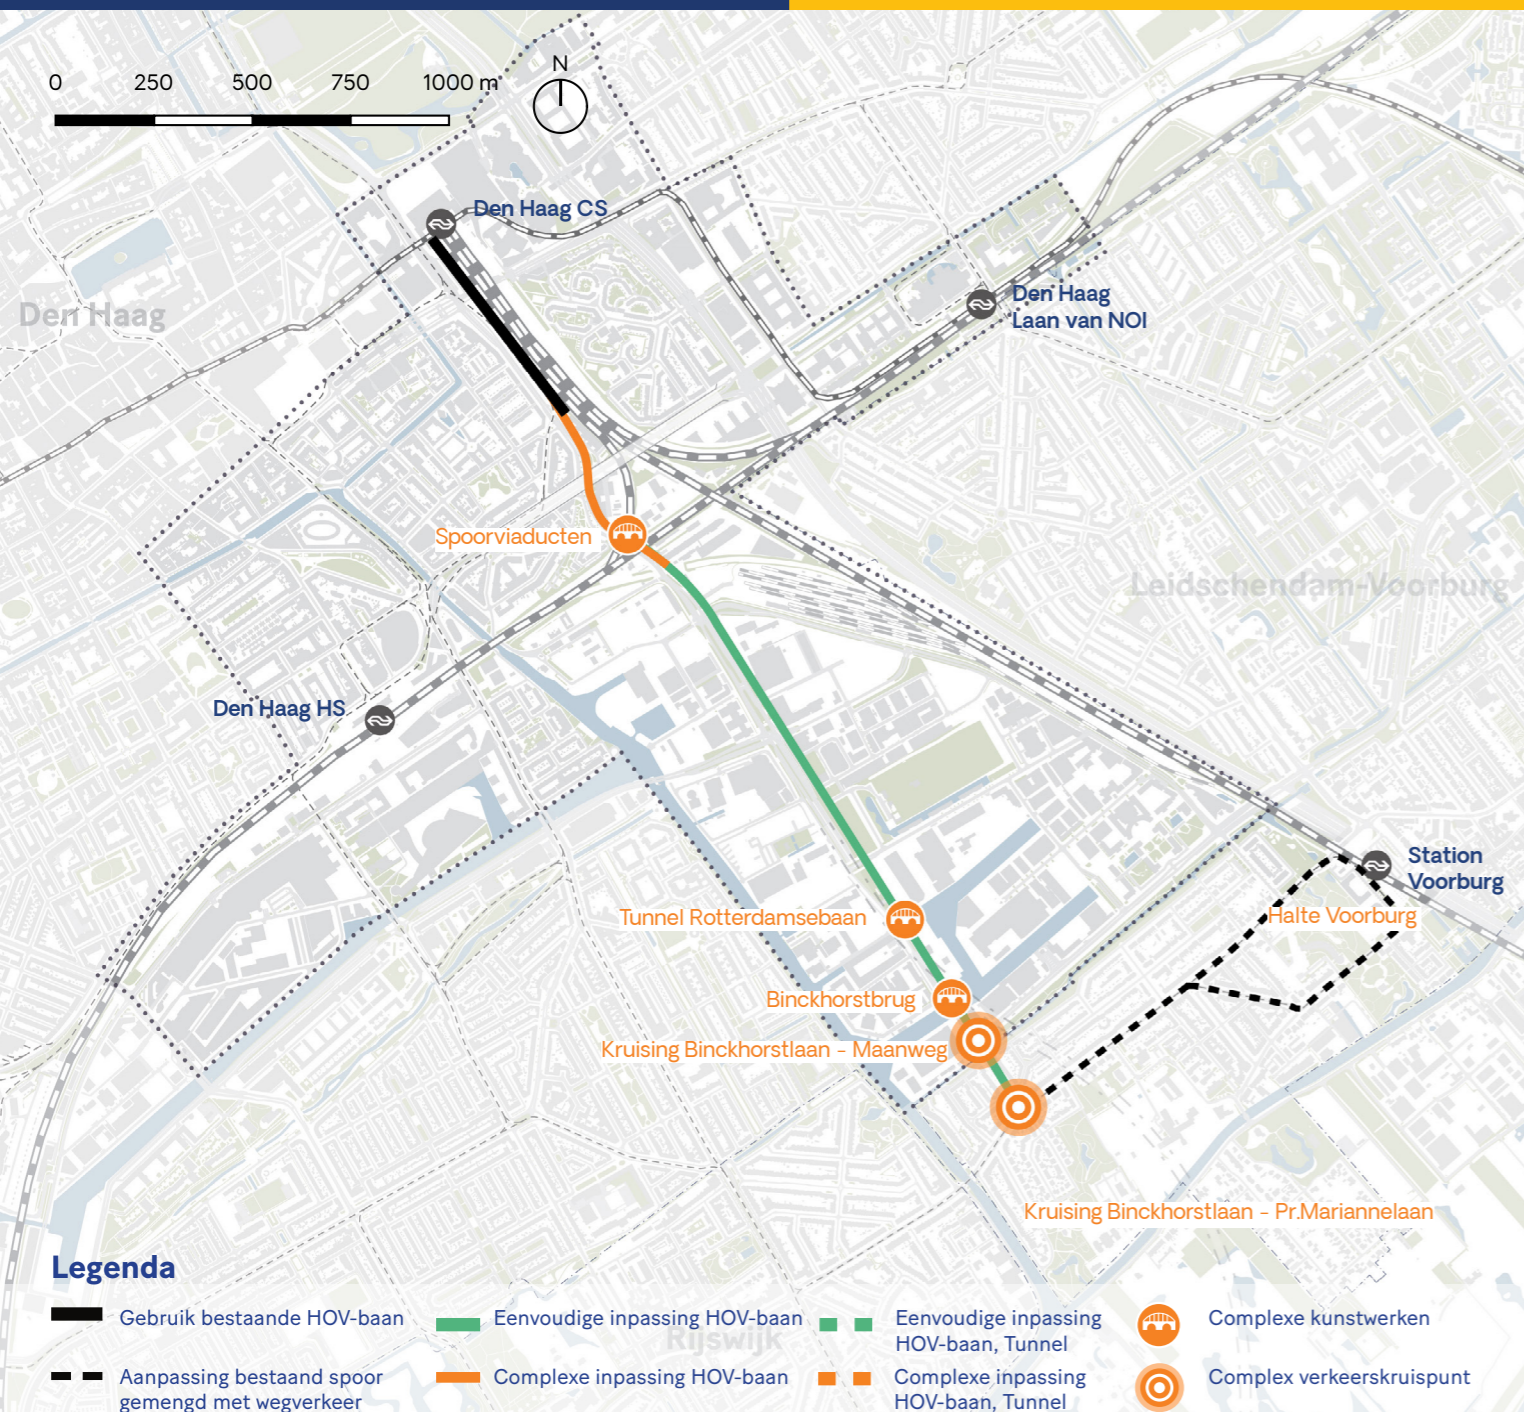 0 250 500 750 1000 m
N
Den Haag CS
Den Haag
Den Haag
Laan van NOI
Spoorviaducten
Leidschendam-Voorburg
Den Haag HS
Station
Voorburg
Halte Voorburg
Tunnel Rotterdamsebaan
Binckhorstbrug
Kruising Binckhorstlaan - Maanweg
Kruising Binckhorstlaan - Pr.Mariannelaan
Legenda
Gebruik bestaande HOV-baan
Aanpassing bestaand spoor
gemengd met wegverkeer
Eenvoudige inpassing HOV-baan
Rijswijk
Complexe inpassing HOV-baan
Eenvoudige inpassing
HOV-baan, Tunnel
Complexe inpassing
HOV-baan, Tunnel
Complexe kunstwerken
Complex verkeerskruispunt